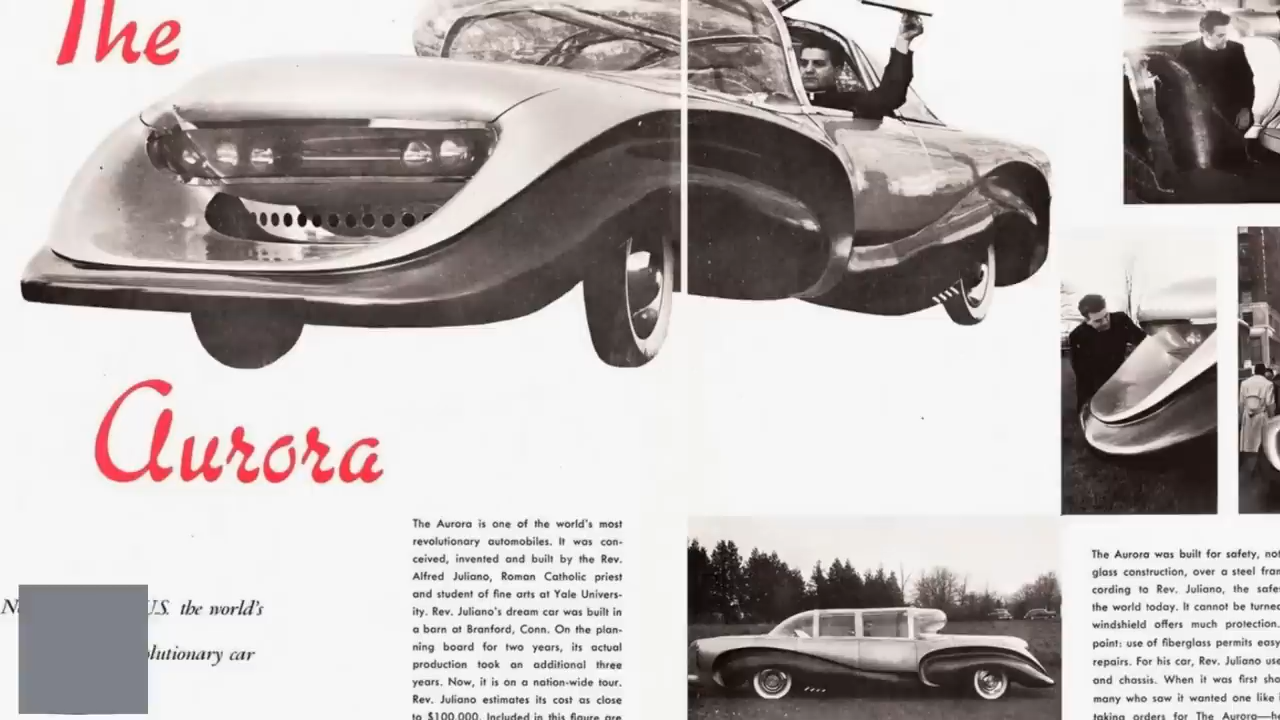 The
Aurora
U.S. the world's
car
The Aurora is one of the world's most
revolutionary automobiles. It was con-
ceived, invented and built by the Rev.
Alfred Juliano, Roman Catholic priest
and student of fine arts at Yale Univers-
ity. Rev. Juliano's dream car was built in
a barn at Branford, Conn. On the plan-
ning board for two years, its actual
production took an additional three
years. Now, it is on a nation-wide tour.
Rev. Juliano estimates its cost as close
to $100,000. Included in this figure are
The Aurora was built for safety,
glass construction, over a steel
to Rev. Juliano, the
the world today. It cannot be turned
windshield offers much protection.
point: use of fiberglass permits easy
repairs. For his car, Rev. Juliano
and chassis. When it was first
many who saw it wanted one like
taking orders for The Aurora—